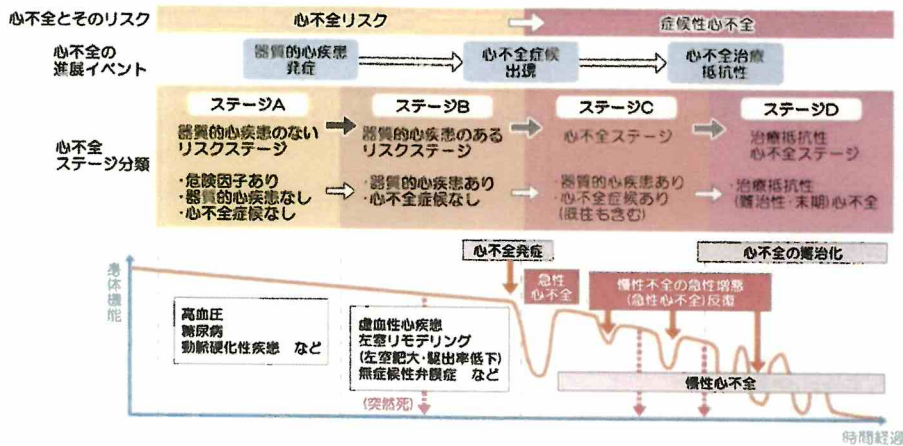 心不全とそのリスク
心不全リスク
症候性心不全
心不全の
進展イベント
器質的心疾患
発症
心不全症候
出現
心不全治療
抵抗性
心不全
ステージ分類
ステージA
器質的心疾患のない
リスクステージ
・危険因子あり
・器質的心疾患なし
・心不全症候なし
ステージB
器質的心疾患のある
リスクステージ
・器質的心疾患あり
・心不全症候なし
ステージC
心不全ステージ
・器質的心疾患あり
・心不全症候あり
(既往も含む)
ステージD
治療抵抗性
心不全ステージ
・治療抵抗性
(難治性・末期)心不全
身体機能
心不全発症
心不全の難治化
急性
心不全
慢性不全の急性増悪
(急性心不全)反復
高血圧
糖尿病
動脈硬化性疾患 など
虚血性心疾患
左室リモデリング
(左室肥大・駆出率低下)
無症候性弁膜症 など
慢性心不全
(突然死)
時間経過